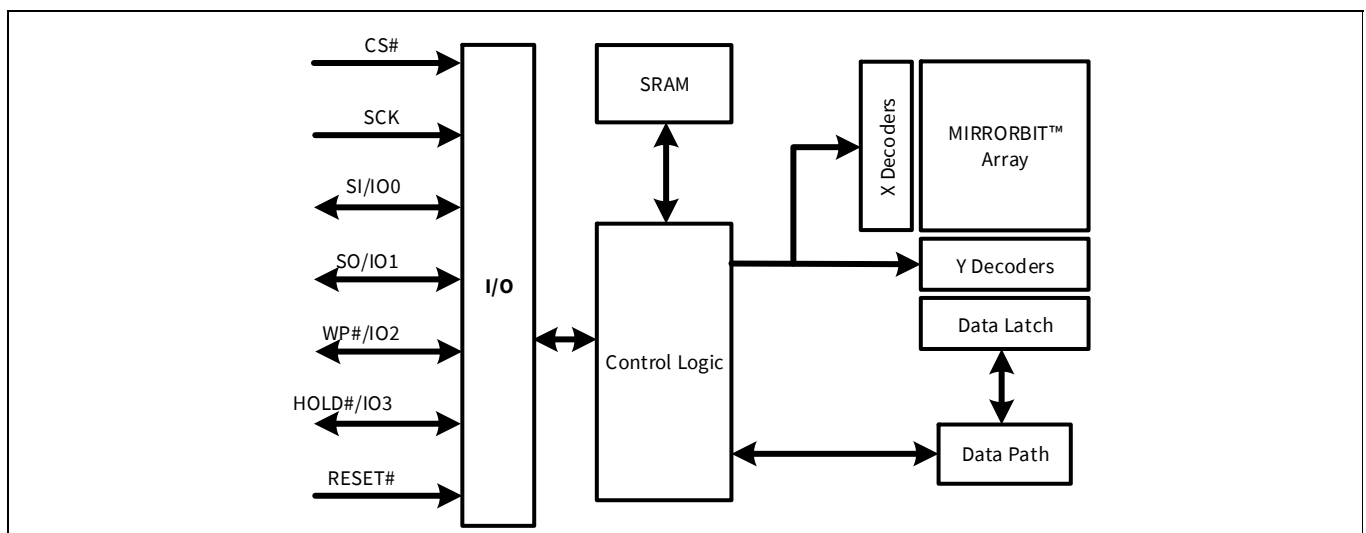 CS#
SCK
SI/IO0
SO/IO1
WP#/IO2
HOLD#/IO3
RESET#
I/O
SRAM
Control Logic
X Decoders
MIRRORBIT™
Array
Y Decoders
Data Latch
Data Path